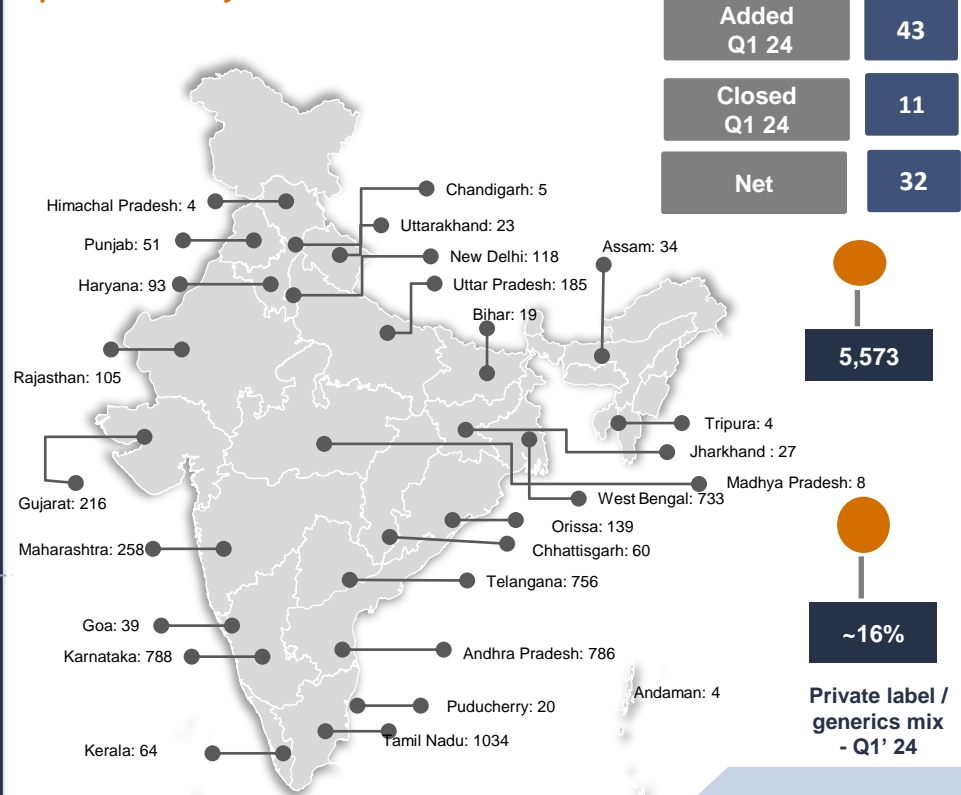 Added
Q1 24
43
Closed
Q1 24
11
Net
32
Chandigarh: 5
Himachal Pradesh: 4
Uttarakhand: 23
Punjab: 51
New Delhi: 118
Assam: 34
Haryana: 93
Uttar Pradesh: 185
Bihar: 19
5,573
Rajasthan: 105
Tripura: 4
Jharkhand : 27
Madhya Pradesh: 8
Gujarat: 216
West Bengal: 733
Orissa: 139
Maharashtra: 258
Chhattisgarh: 60
Telangana: 756
Goa: 39
~16%
Karnataka: 788
Andhra Pradesh: 786
Andaman: 4
Private label /
generics mix
- Q1’ 24
Puducherry: 20
Tamil Nadu: 1034
Kerala: 64